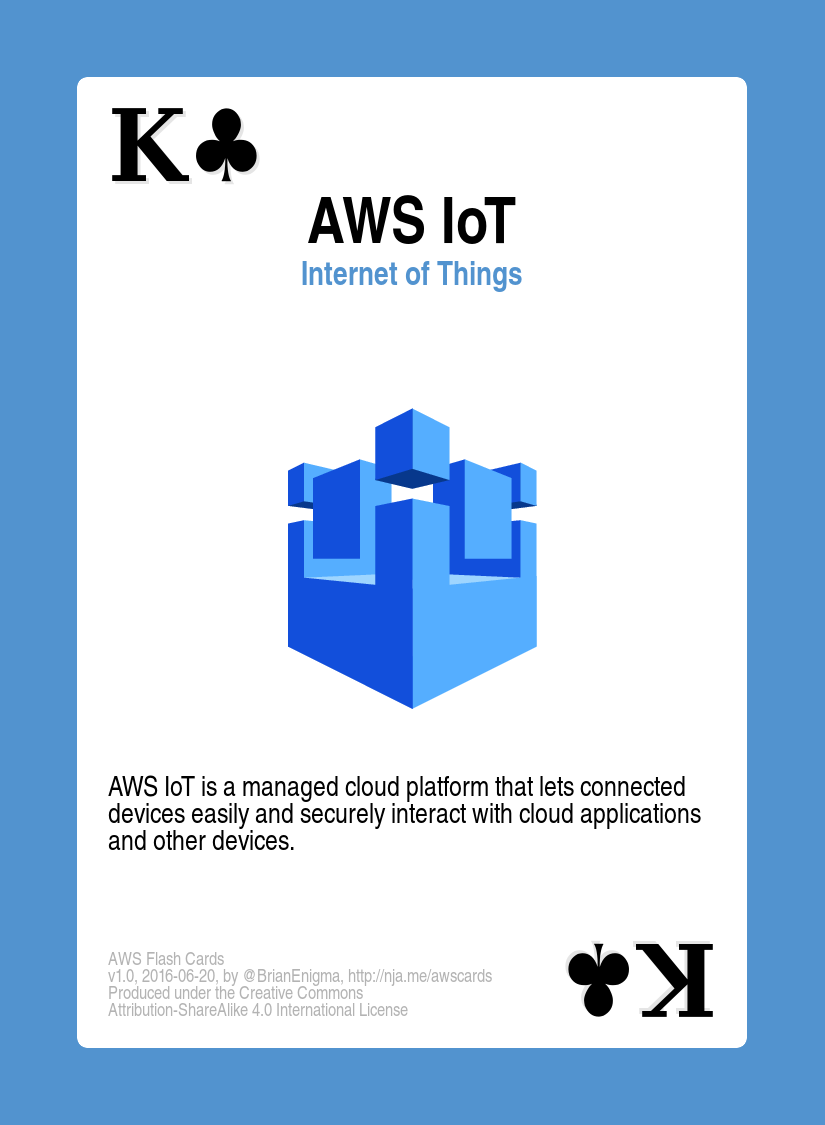 K♣
AWS IoT
Internet of Things
AWS IoT is a managed cloud platform that lets connected
devices easily and securely interact with cloud applications
and other devices.
AWS Flash Cards
v1.0, 2016-06-20, by @BrianEnigma, http://nja.me/awscards
Produced under the Creative Commons
Attribution-ShareAlike 4.0 International License
K♣